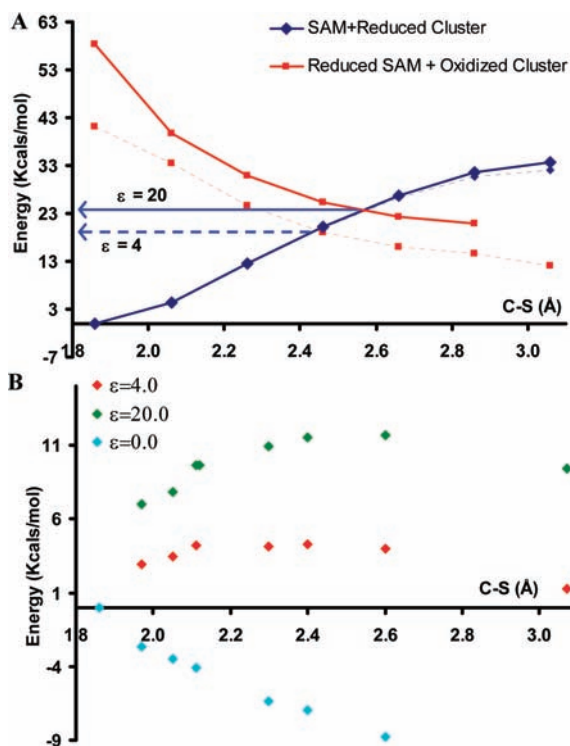 A
SAM+Reduced Cluster
Reduced SAM + Oxidized Cluster
Energy (Kcals/mol)
63
53
43
33
23
13
3
-7
ε = 20
ε = 4
C-S (Å)
1.8 2.0 2.2 2.4 2.6 2.8 3.0
B
ε=4.0
ε=20.0
ε=0.0
Energy (Kcals/mol)
11
6
1
-4
-9
C-S (Å)
1.8 2.0 2.2 2.4 2.6 2.8 3.0